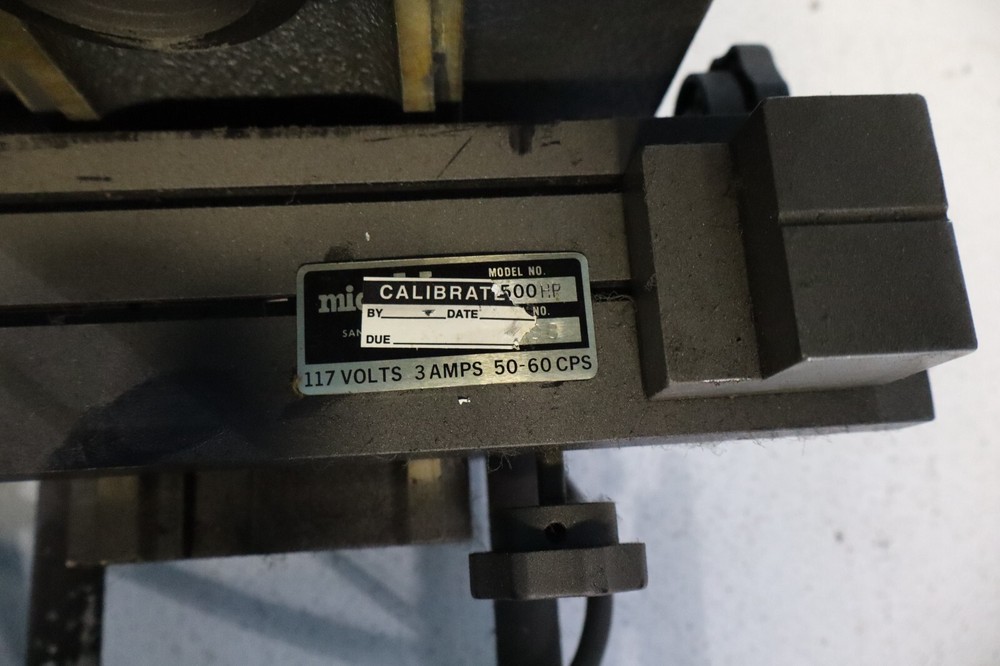 MODEL NO.
CALIBRATE
500 HP
BY DATE
NO.
DUE
117 VOLTS 3 AMPS 50-60 CPS